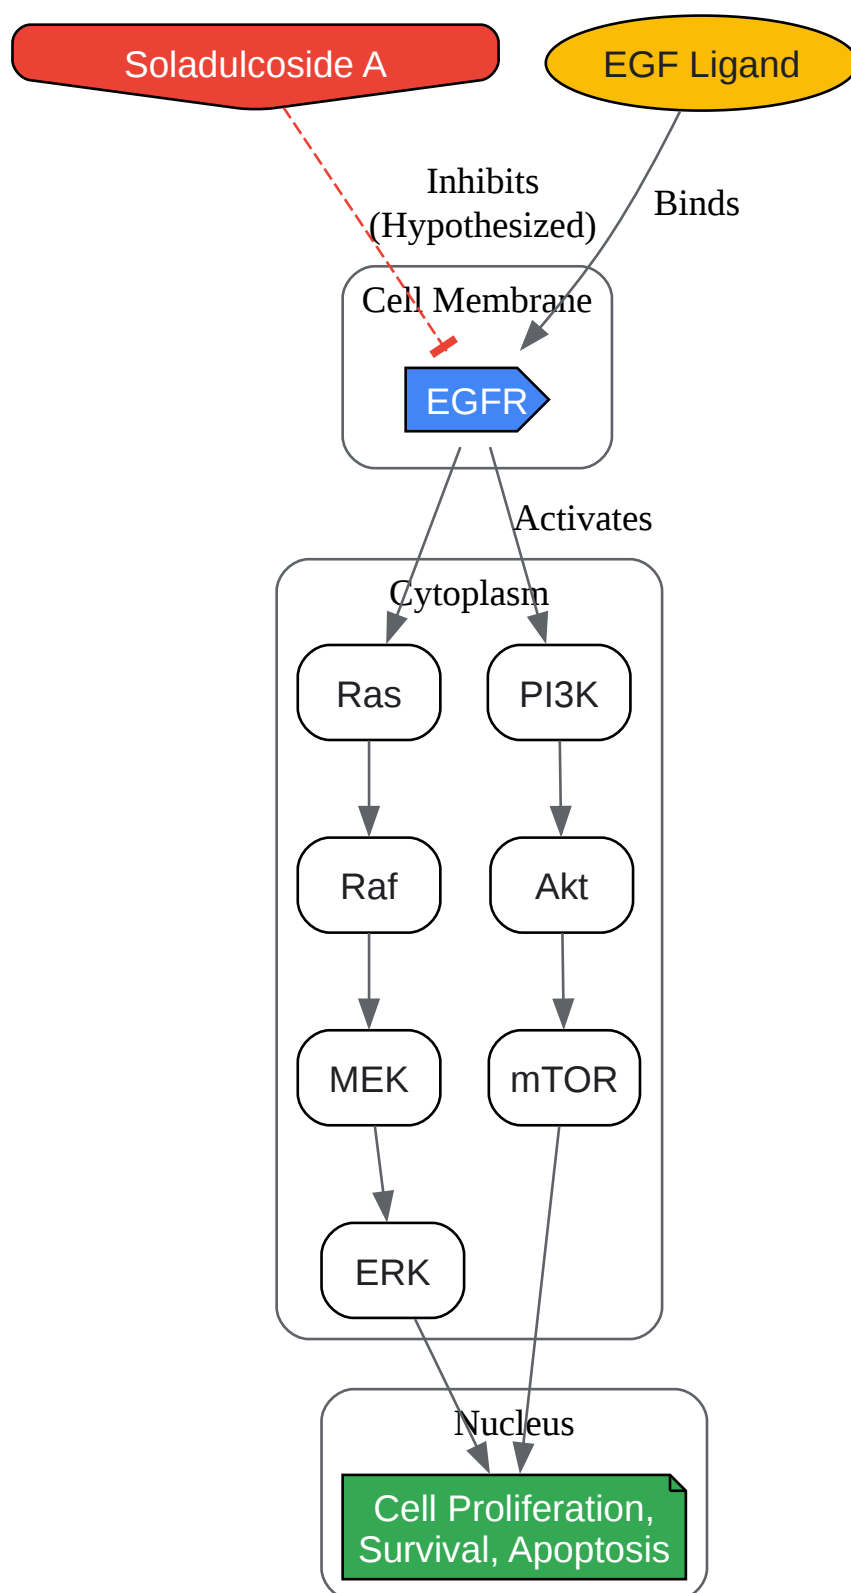 Soladulcoside A
EGF Ligand
Inhibits
(Hypothesized)
Binds
Cell Membrane
EGFR
Activates
Cytoplasm
Ras
PI3K
Raf
Akt
MEK
mTOR
ERK
Nucleus
Cell Proliferation,
Survival, Apoptosis